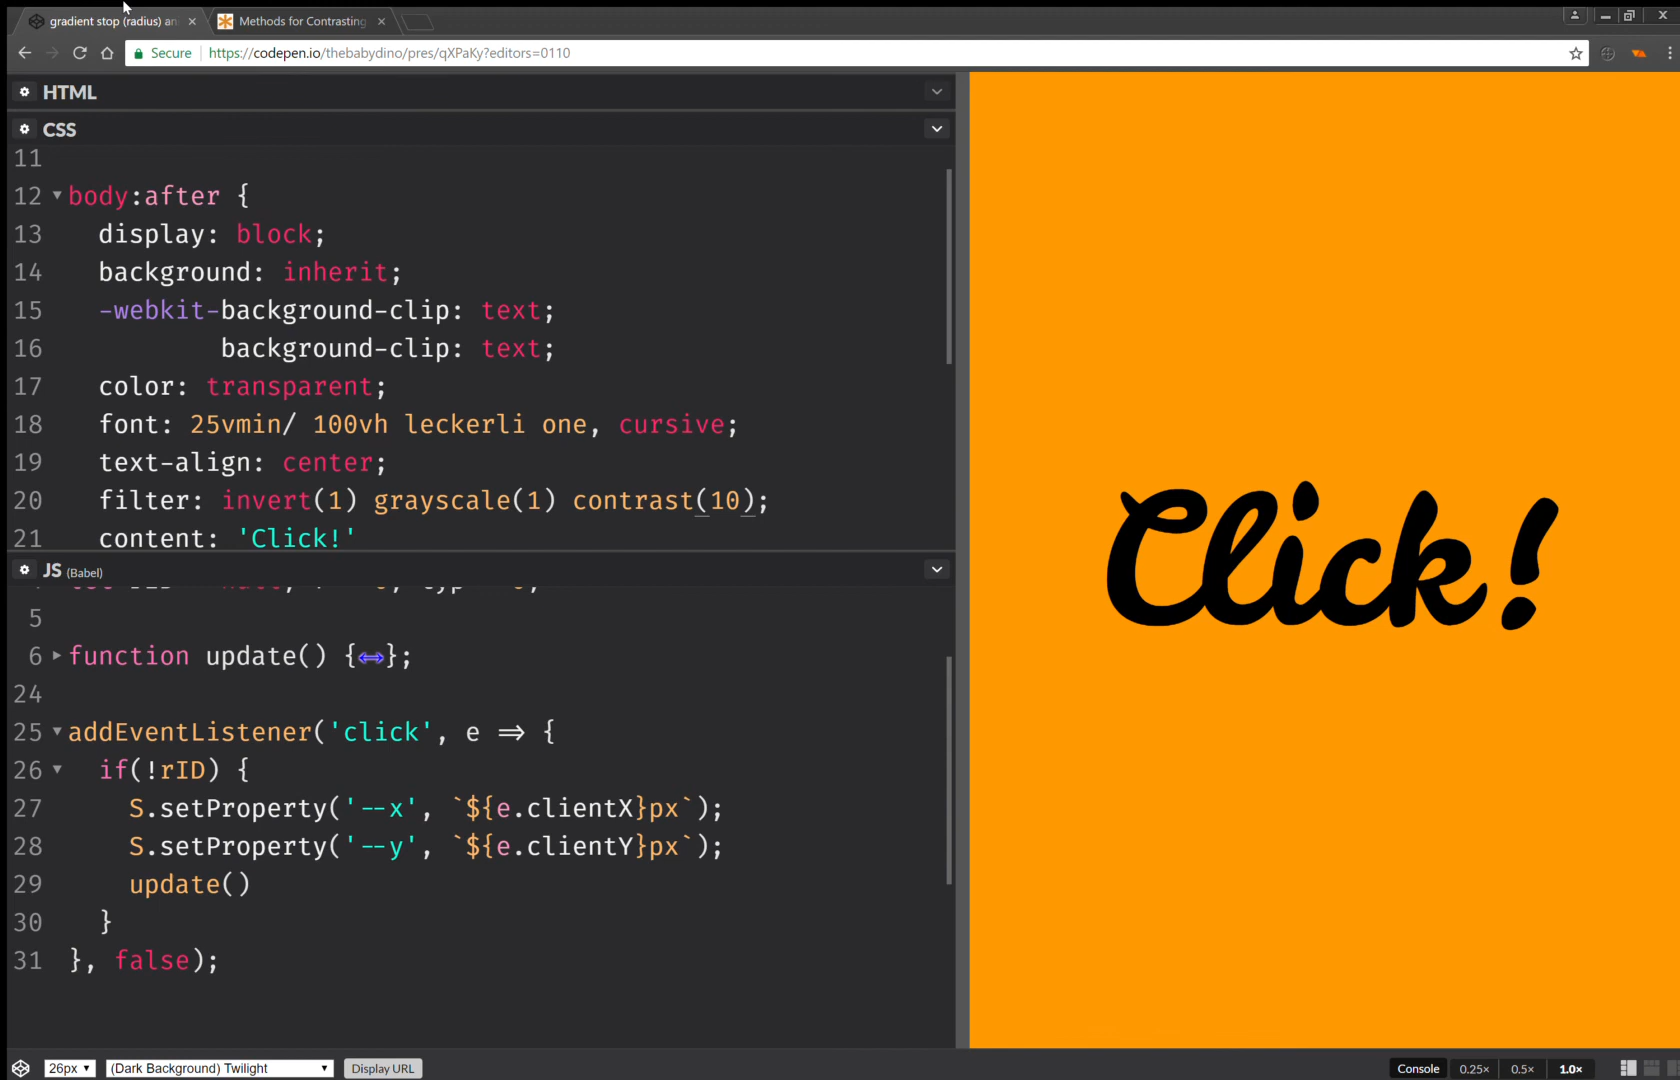 gradient stop (radius) an
Methods for Contrasting
Secure https://codepen.io/thebabydino/pres/qXPaKy?editors=0110
HTML
CSS
11
12 body:after {
13 display: block;
14 background: inherit;
15 -webkit-background-clip: text;
16 background-clip: text;
17 color: transparent;
18 font: 25vmin/ 100vh leckerli one, cursive;
19 text-align: center;
20 filter: invert(1) grayscale(1) contrast(10);
21 content: 'Click!'
JS (Babel)
5
6 function update() {↔};
24
25 addEventListener('click', e => {
26 if(!rID) {
27 S.setProperty('--x', `${e.clientX}px`);
28 S.setProperty('--y', `${e.clientY}px`);
29 update()
30 }
31 }, false);
Click!
26px (Dark Background) Twilight Display URL
Console 0.25× 0.5× 1.0×